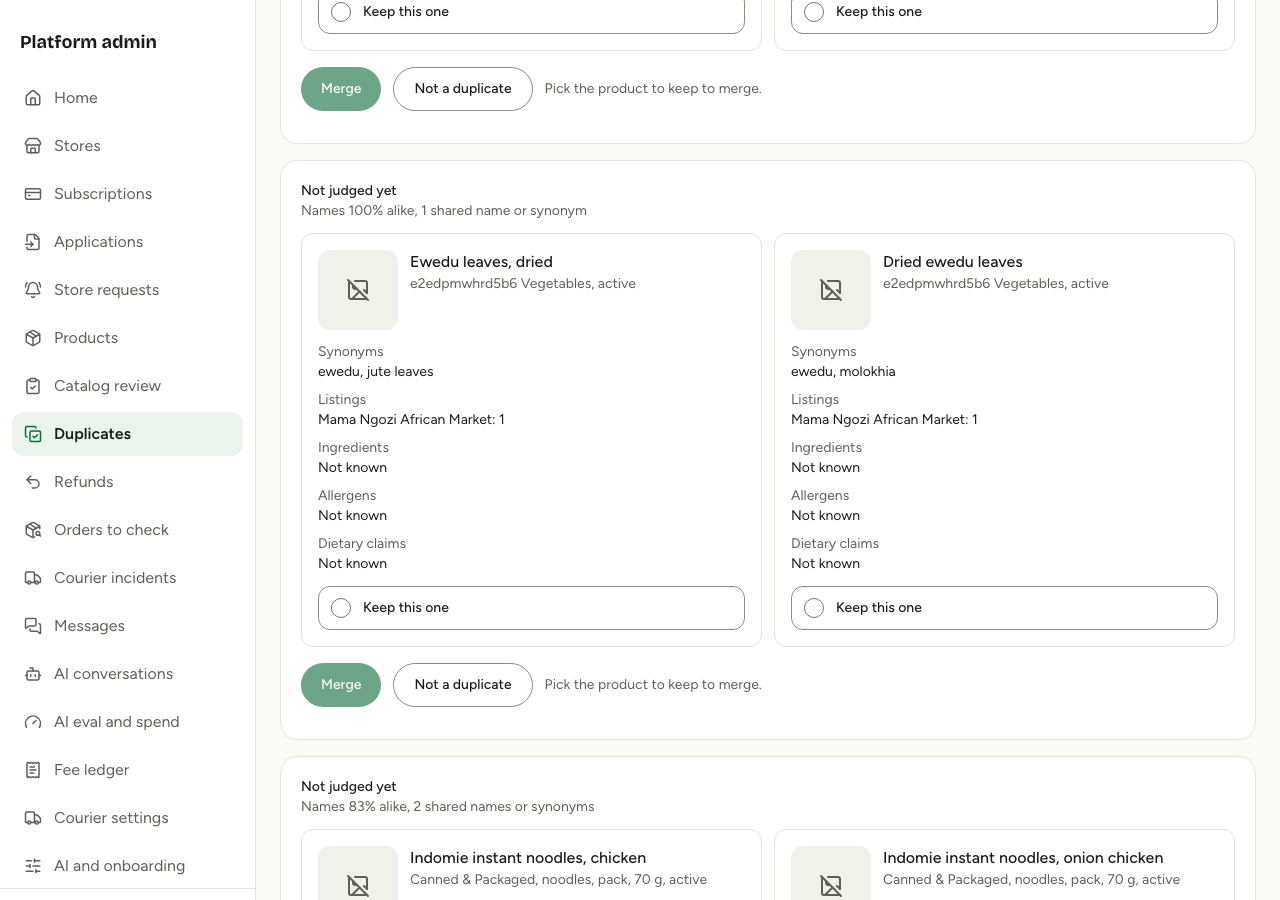 Platform admin
Home
Stores
Subscriptions
Applications
Store requests
Products
Catalog review
Duplicates
Refunds
Orders to check
Courier incidents
Messages
AI conversations
AI eval and spend
Fee ledger
Courier settings
AI and onboarding
Keep this one
Keep this one
Merge
Not a duplicate
Pick the product to keep to merge.
Not judged yet
Names 100% alike, 1 shared name or synonym
Ewedu leaves, dried
e2edpmwhrd5b6 Vegetables, active
Synonyms
ewedu, jute leaves
Listings
Mama Ngozi African Market: 1
Ingredients
Not known
Allergens
Not known
Dietary claims
Not known
Keep this one
Dried ewedu leaves
e2edpmwhrd5b6 Vegetables, active
Synonyms
ewedu, molokhia
Listings
Mama Ngozi African Market: 1
Ingredients
Not known
Allergens
Not known
Dietary claims
Not known
Keep this one
Merge
Not a duplicate
Pick the product to keep to merge.
Not judged yet
Names 83% alike, 2 shared names or synonyms
Indomie instant noodles, chicken
Canned & Packaged, noodles, pack, 70 g, active
Indomie instant noodles, onion chicken
Canned & Packaged, noodles, pack, 70 g, active